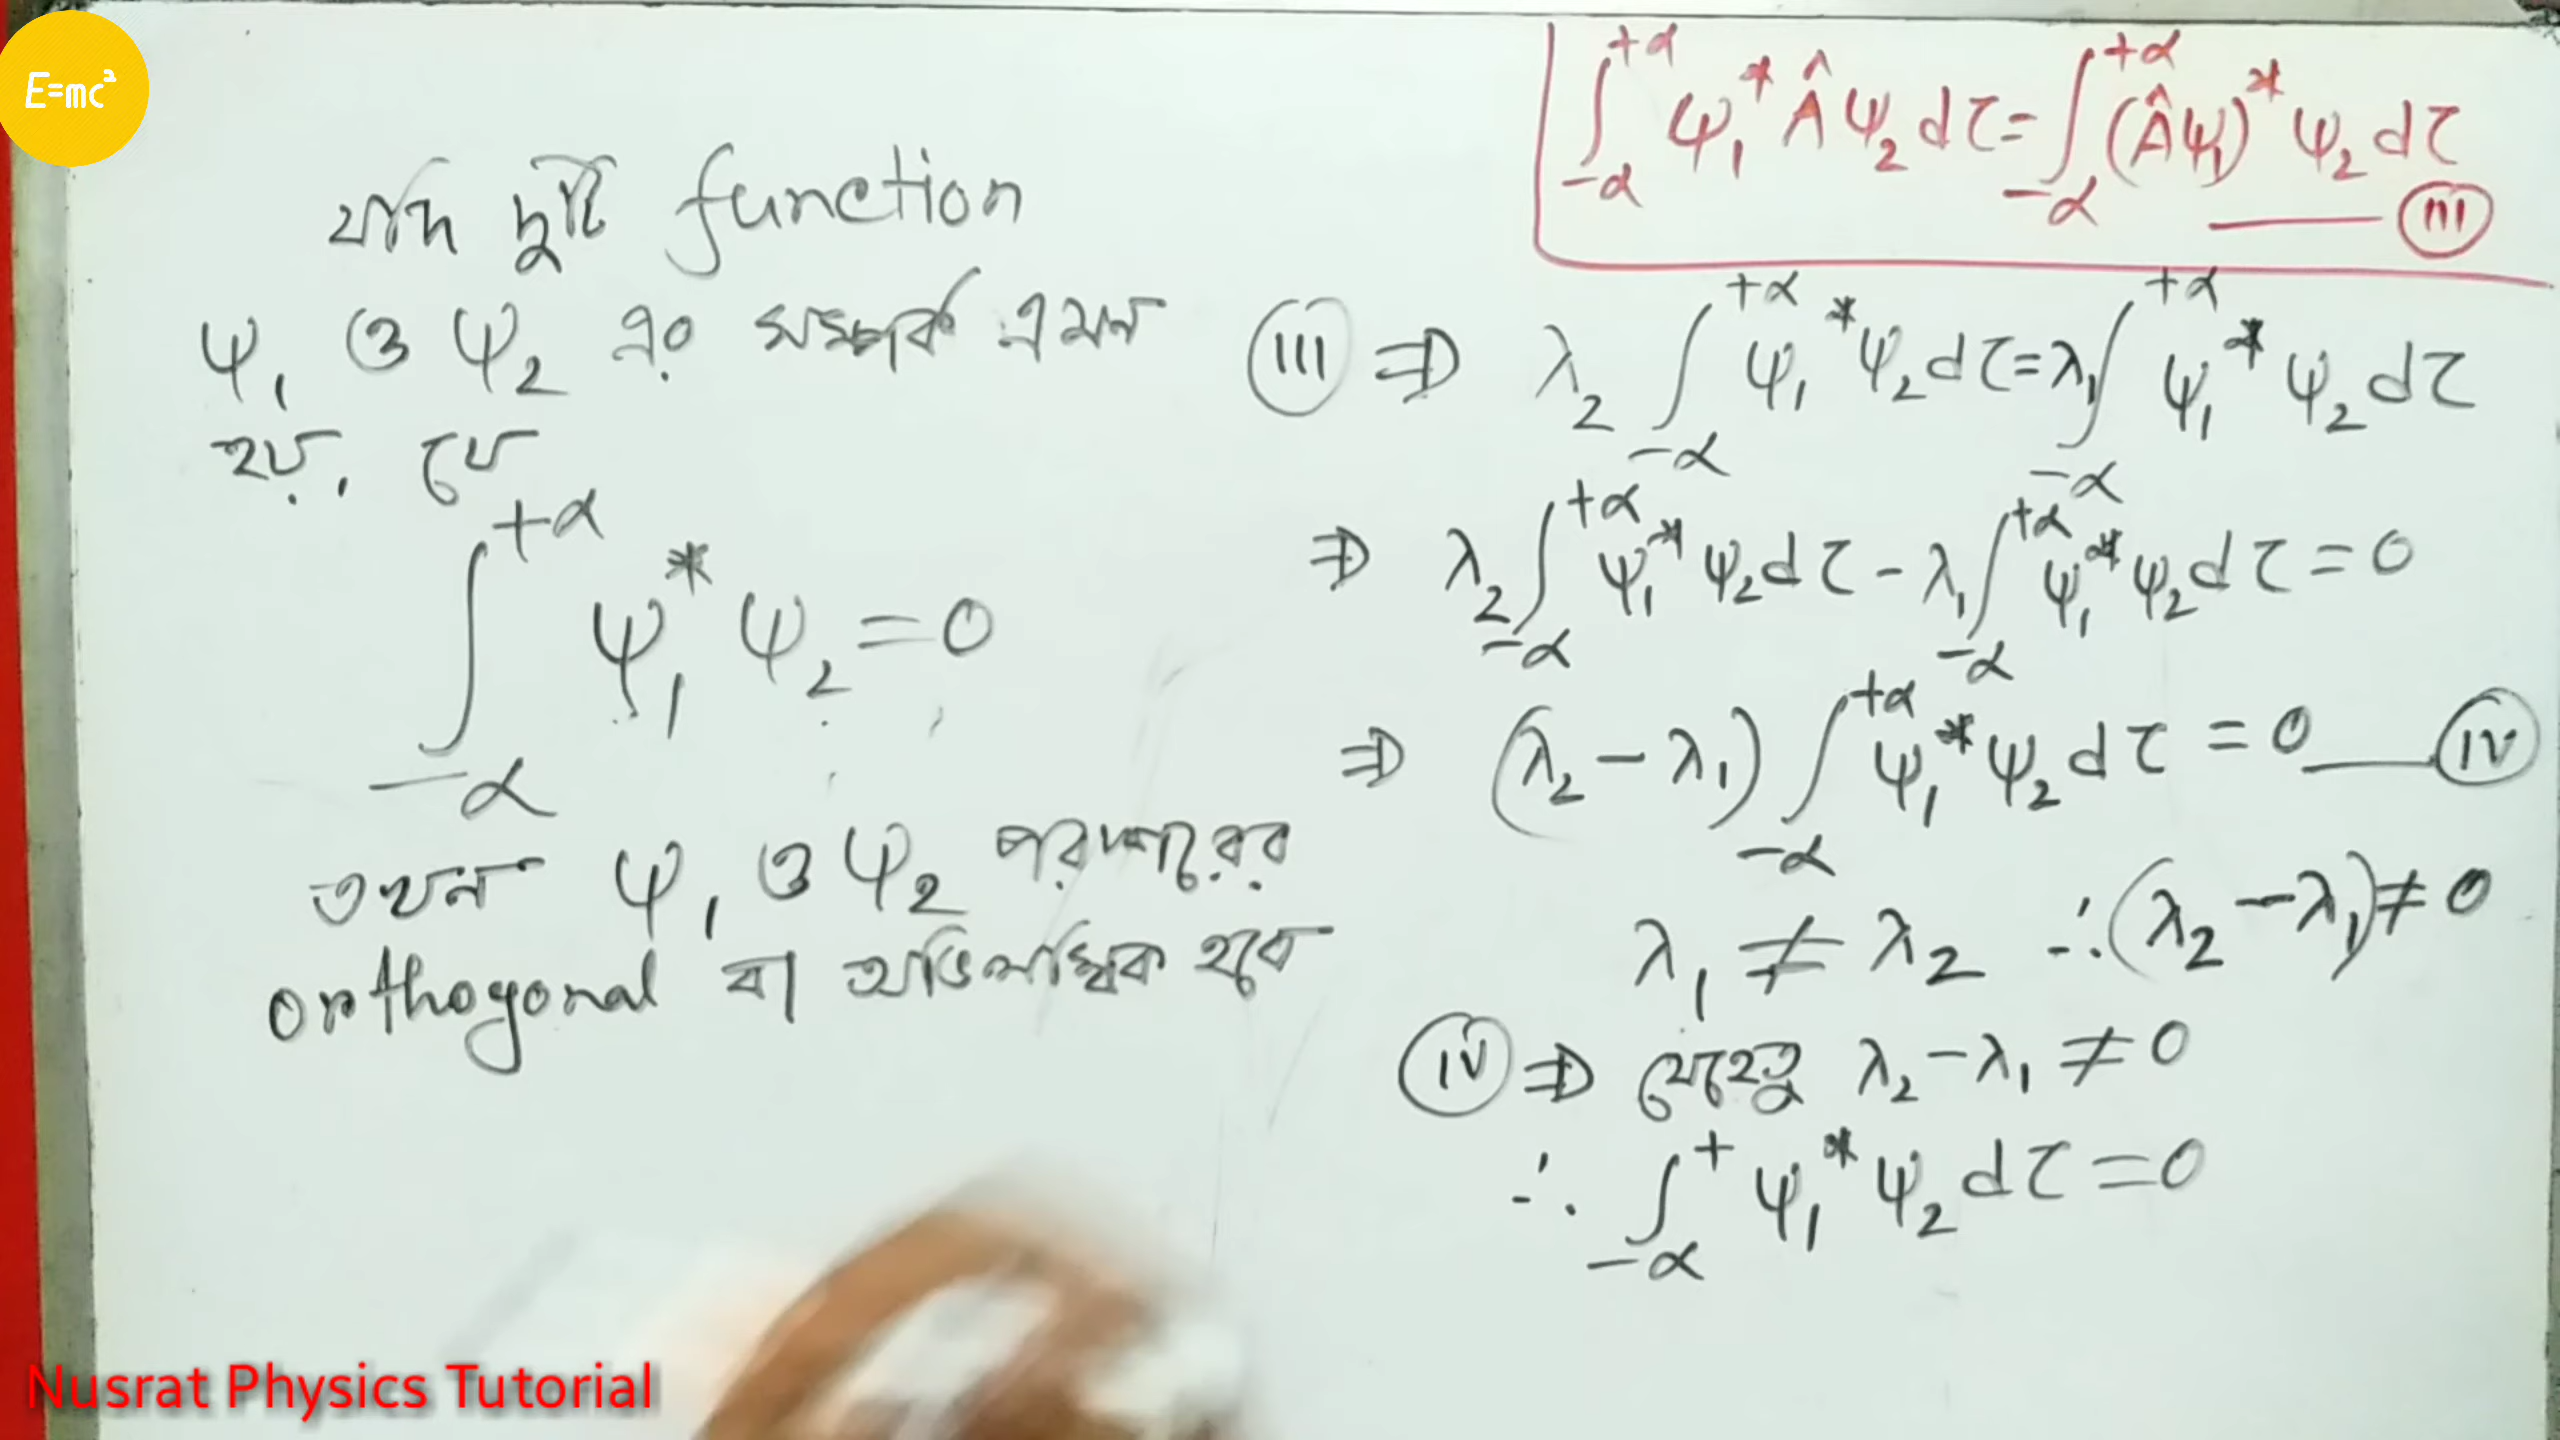 E=mc²
যদি দুটি function
ψ₁ ও ψ₂ এর সম্পর্ক এমন
হয়, যে
∫_{-α}^{+α} ψ₁* ψ₂ = 0
তখন ψ₁ ও ψ₂ পরস্পরের
orthogonal বা অভিলম্বিক হবে
∫_{-α}^{+α} ψ₁* Â ψ₂ dτ = ∫_{-α}^{+α} (Âψ₁)* ψ₂ dτ — (III)
(III) ⇒ λ₂ ∫_{-α}^{+α} ψ₁* ψ₂ dτ = λ₁ ∫_{-α}^{+α} ψ₁* ψ₂ dτ
⇒ λ₂ ∫_{-α}^{+α} ψ₁* ψ₂ dτ - λ₁ ∫_{-α}^{+α} ψ₁* ψ₂ dτ = 0
⇒ (λ₂ - λ₁) ∫_{-α}^{+α} ψ₁* ψ₂ dτ = 0 — (IV)
λ₁ ≠ λ₂ ∴ (λ₂ - λ₁) ≠ 0
(IV) ⇒ যেহেতু λ₂ - λ₁ ≠ 0
∴ ∫_{-α}^{+} ψ₁* ψ₂ dτ = 0
Nusrat Physics Tutorial